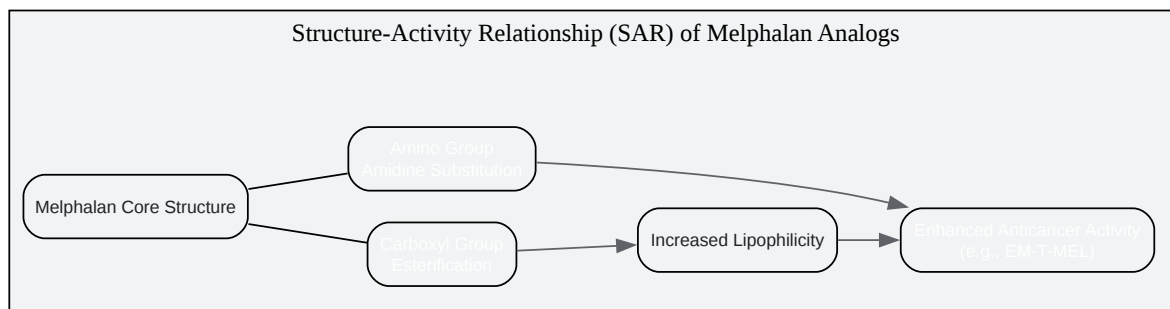 Structure-Activity Relationship (SAR) of Melphalan Analogs
Amino Group
Amidine Substitution
Melphalan Core Structure
Carboxyl Group
Esterification
Increased Lipophilicity
Enhanced Anticancer Activity
(e.g., EM-T-MEL)